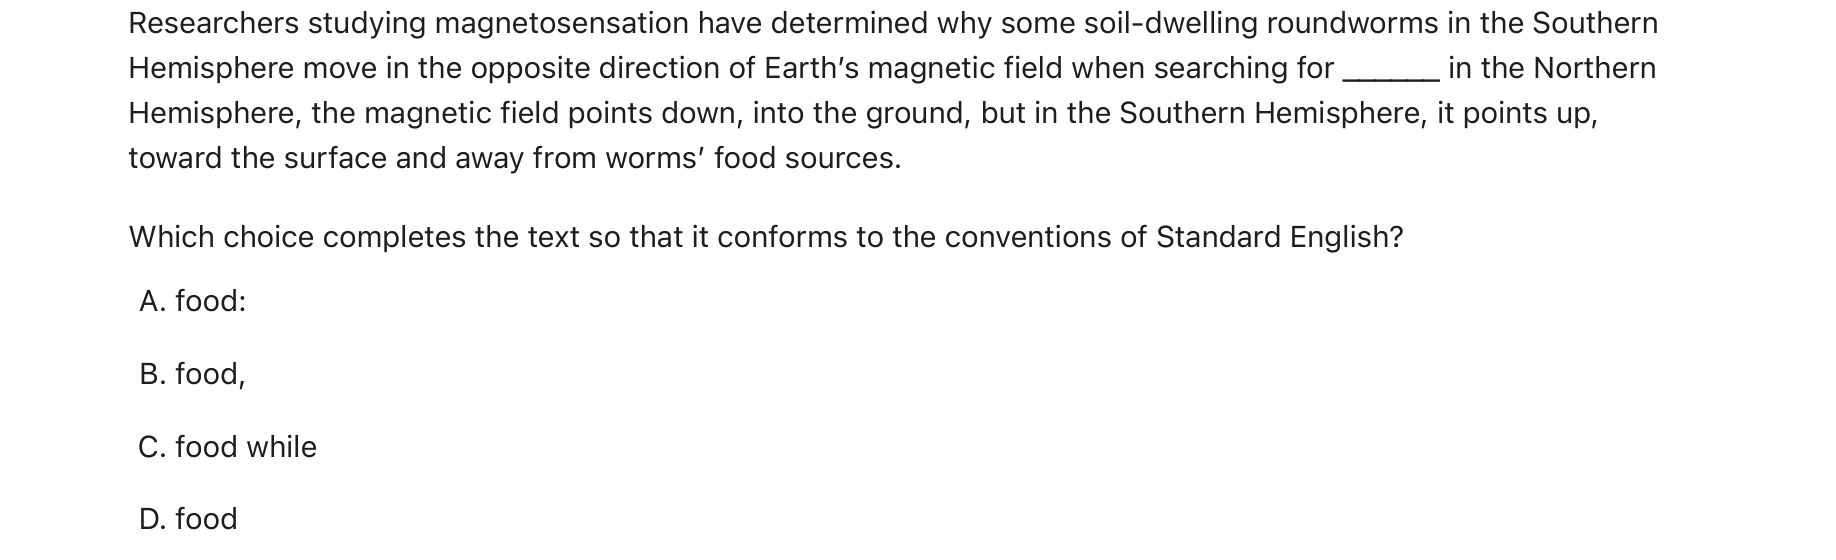 Researchers studying magnetosensation have determined why some soil-dwelling roundworms in the Southern
Hemisphere move in the opposite direction of Earth’s magnetic field when searching for ______ in the Northern
Hemisphere, the magnetic field points down, into the ground, but in the Southern Hemisphere, it points up,
toward the surface and away from worms’ food sources.
Which choice completes the text so that it conforms to the conventions of Standard English?
A. food:
B. food,
C. food while
D. food